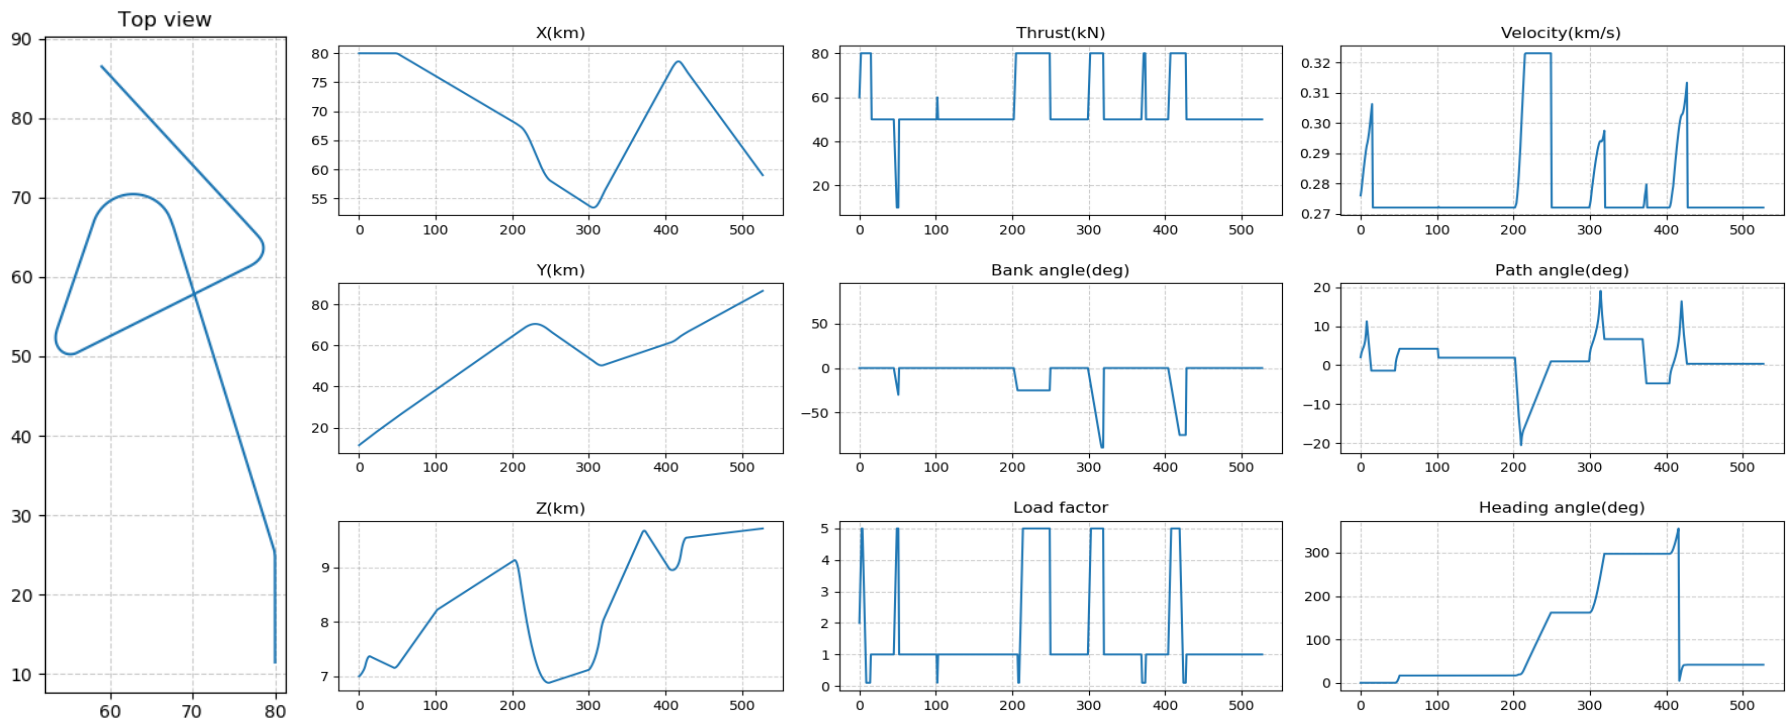 Top view
90
80
70
60
50
40
30
20
10
60 70 80
X(km)
80
75
70
65
60
55
0 100 200 300 400 500
Thrust(kN)
80
60
40
20
0 100 200 300 400 500
Velocity(km/s)
0.32
0.31
0.30
0.29
0.28
0.27
0 100 200 300 400 500
Y(km)
80
60
40
20
0 100 200 300 400 500
Bank angle(deg)
50
0
−50
0 100 200 300 400 500
Path angle(deg)
20
10
0
−10
−20
0 100 200 300 400 500
Z(km)
9
8
7
0 100 200 300 400 500
Load factor
5
4
3
2
1
0
0 100 200 300 400 500
Heading angle(deg)
300
200
100
0
0 100 200 300 400 500